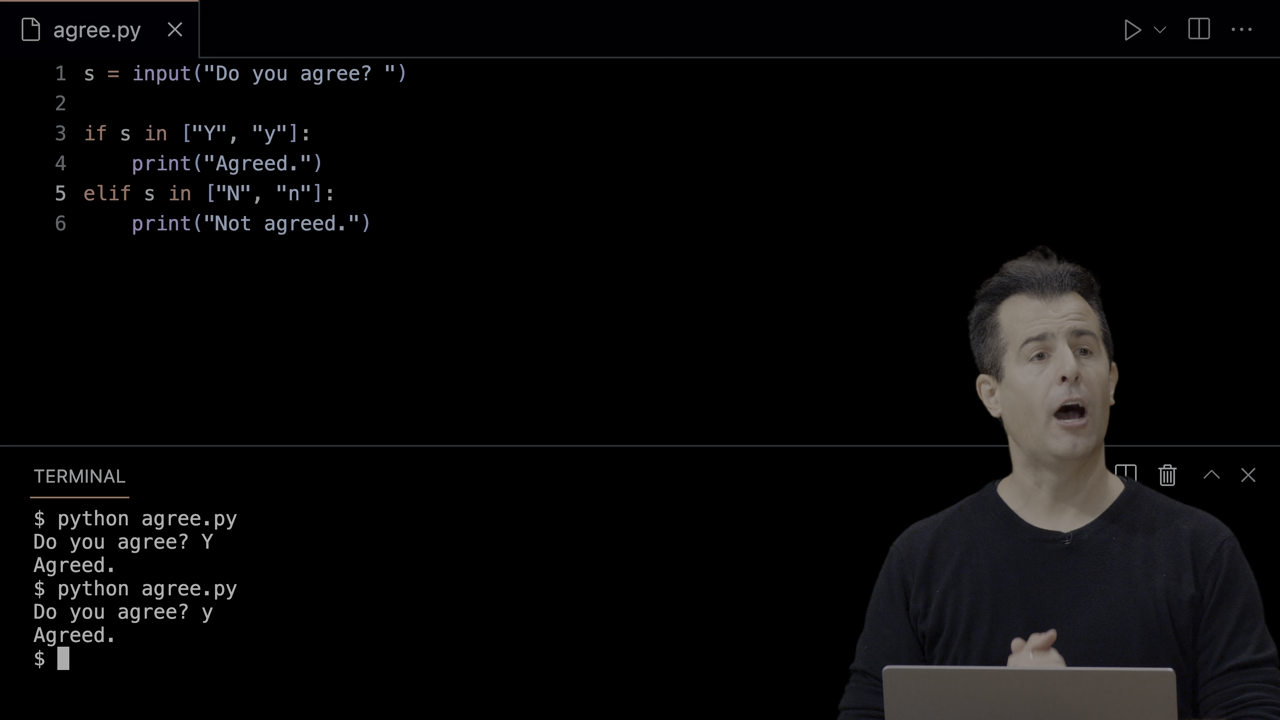 agree.py
1 s = input("Do you agree? ")
2
3 if s in ["Y", "y"]:
4     print("Agreed.")
5 elif s in ["N", "n"]:
6     print("Not agreed.")
TERMINAL
$ python agree.py
Do you agree? Y
Agreed.
$ python agree.py
Do you agree? y
Agreed.
$